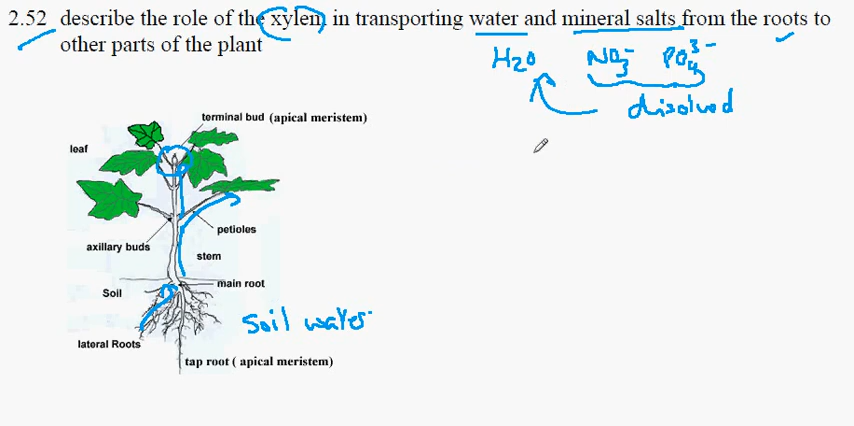 2.52 describe the role of the xylem in transporting water and mineral salts from the roots to
other parts of the plant
H2O NO3- PO4 3-
dissolved
terminal bud (apical meristem)
leaf
petioles
axillary buds
stem
main root
Soil
soil water
lateral Roots
tap root ( apical meristem)